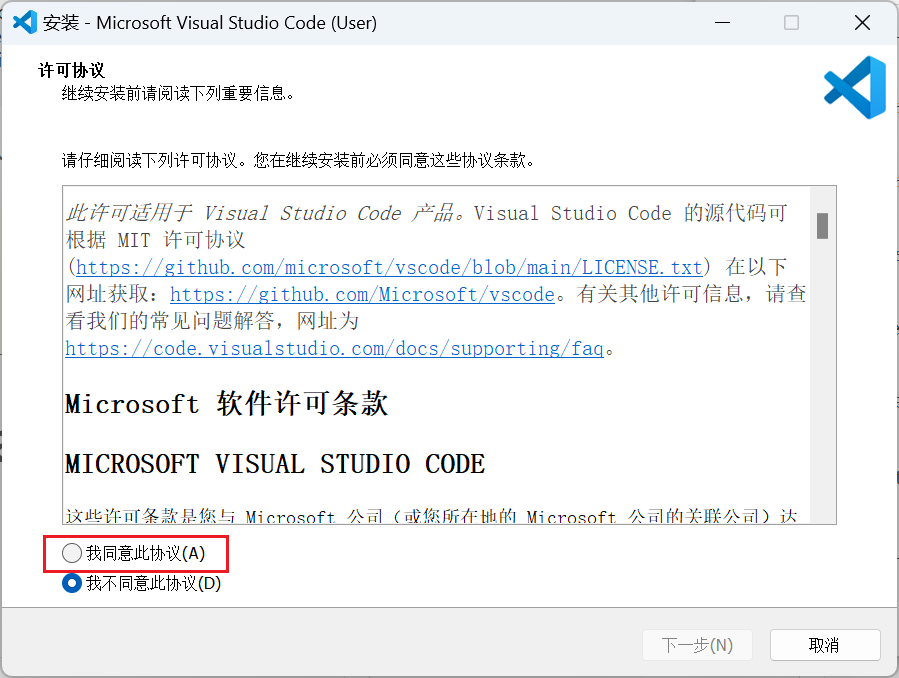 安装 - Microsoft Visual Studio Code (User)
许可协议
继续安装前请阅读下列重要信息。
请仔细阅读下列许可协议。您在继续安装前必须同意这些协议条款。
此许可适用于 Visual Studio Code 产品。Visual Studio Code 的源代码可
根据 MIT 许可协议
(https://github.com/microsoft/vscode/blob/main/LICENSE.txt) 在以下
网址获取：https://github.com/Microsoft/vscode。有关其他许可信息，请查
看我们的常见问题解答，网址为
https://code.visualstudio.com/docs/supporting/faq。
Microsoft 软件许可条款
MICROSOFT VISUAL STUDIO CODE
这些许可条款是您与 Microsoft 公司（或您所在地的 Microsoft 公司的关联公司）达
我同意此协议(A)
我不同意此协议(D)
下一步(N)
取消